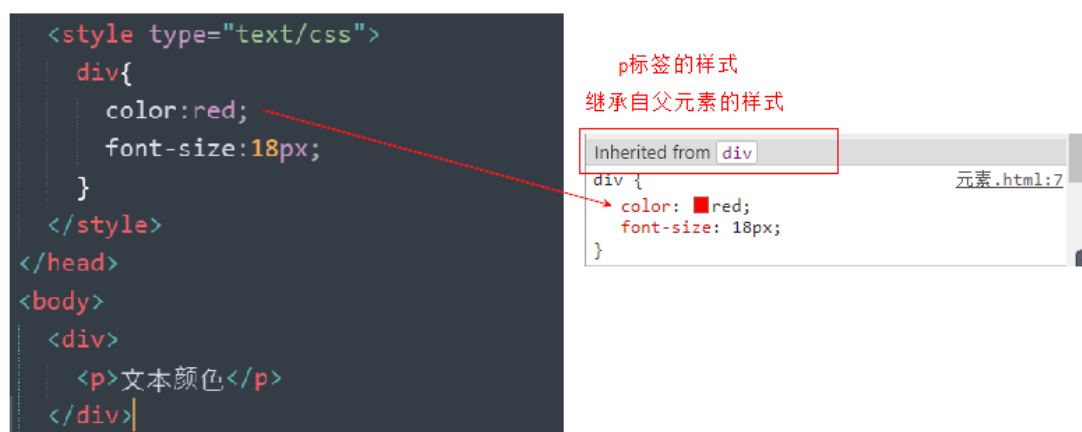 <style type="text/css">
div{
color:red;
font-size:18px;
}
</style>
</head>
<body>
<div>
<p>文本颜色</p>
</div>
p标签的样式
继承自父元素的样式
Inherited from div
div { 元素.html:7
color: red;
font-size: 18px;
}